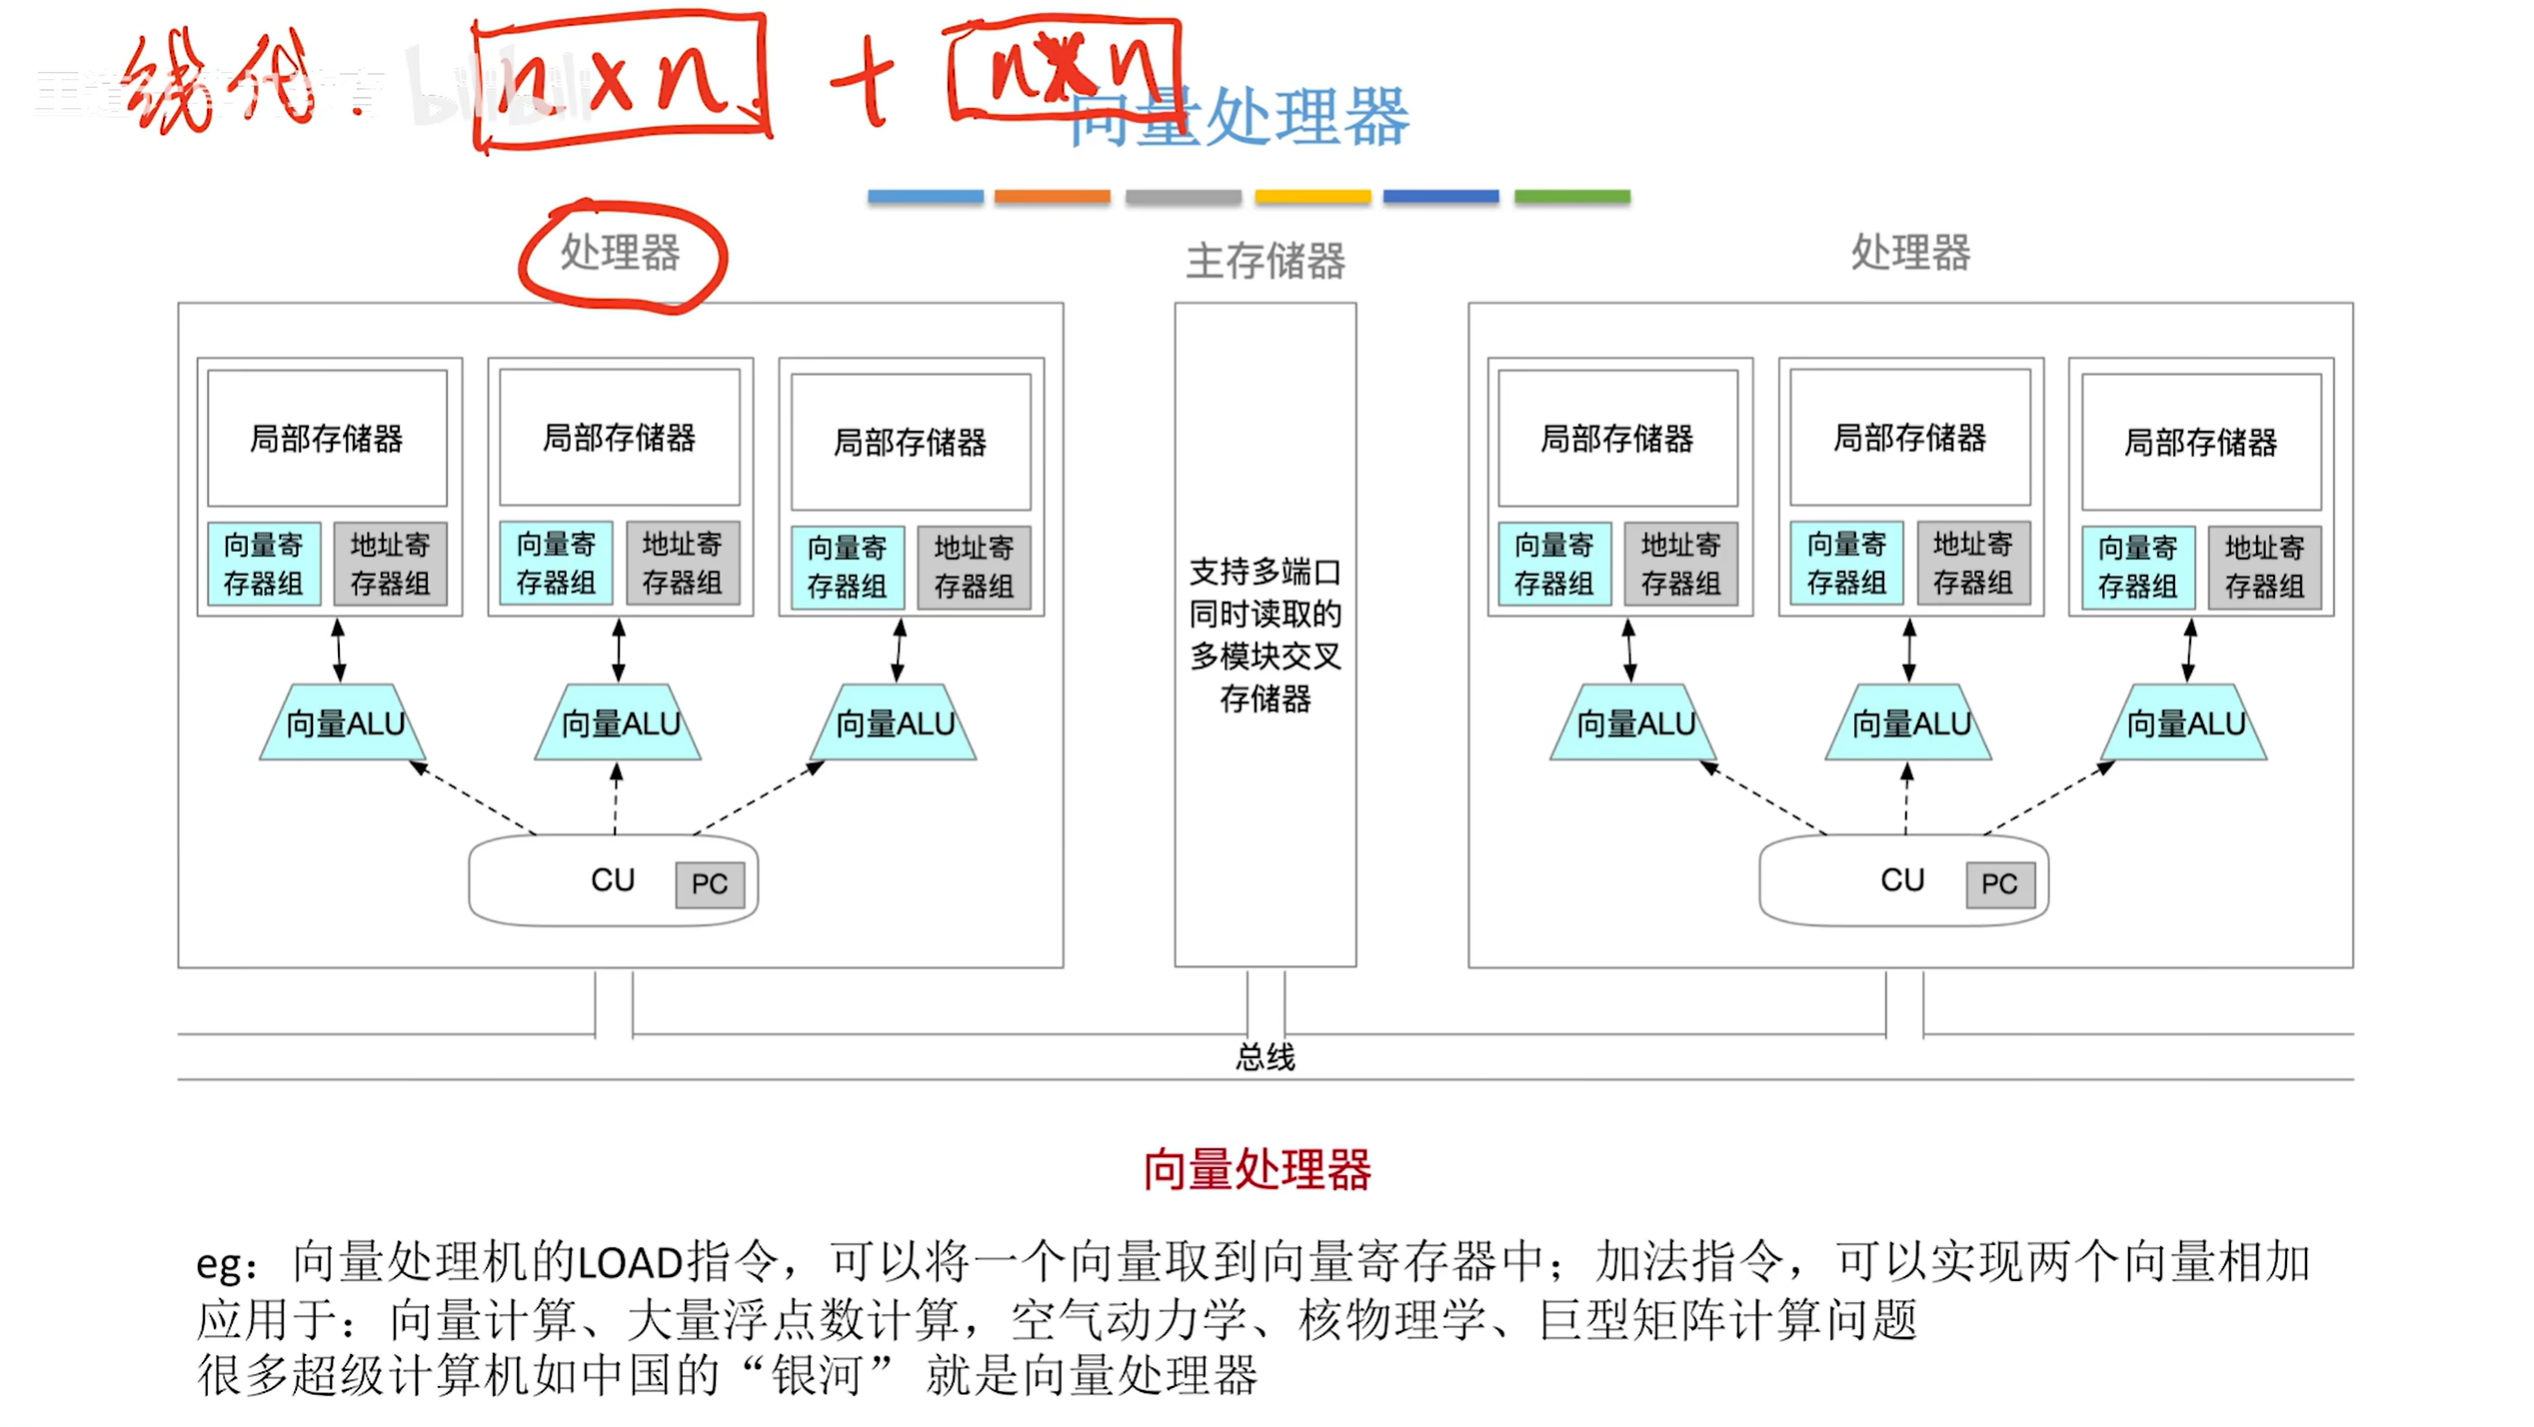 线代: n×n + n×n
王道计算机教育 bilibili
向量处理器
处理器 主存储器 处理器
局部存储器 局部存储器 局部存储器 局部存储器 局部存储器 局部存储器
向量寄 地址寄 向量寄 地址寄 向量寄 地址寄 向量寄 地址寄 向量寄 地址寄 向量寄 地址寄
存器组 存器组 存器组 存器组 存器组 存器组 存器组 存器组 存器组 存器组 存器组 存器组
支持多端口
同时读取的
多模块交叉
存储器
向量ALU 向量ALU 向量ALU 向量ALU 向量ALU 向量ALU
CU PC CU PC
总线
向量处理器
eg：向量处理机的LOAD指令，可以将一个向量取到向量寄存器中；加法指令，可以实现两个向量相加
应用于：向量计算、大量浮点数计算，空气动力学、核物理学、巨型矩阵计算问题
很多超级计算机如中国的“银河” 就是向量处理器